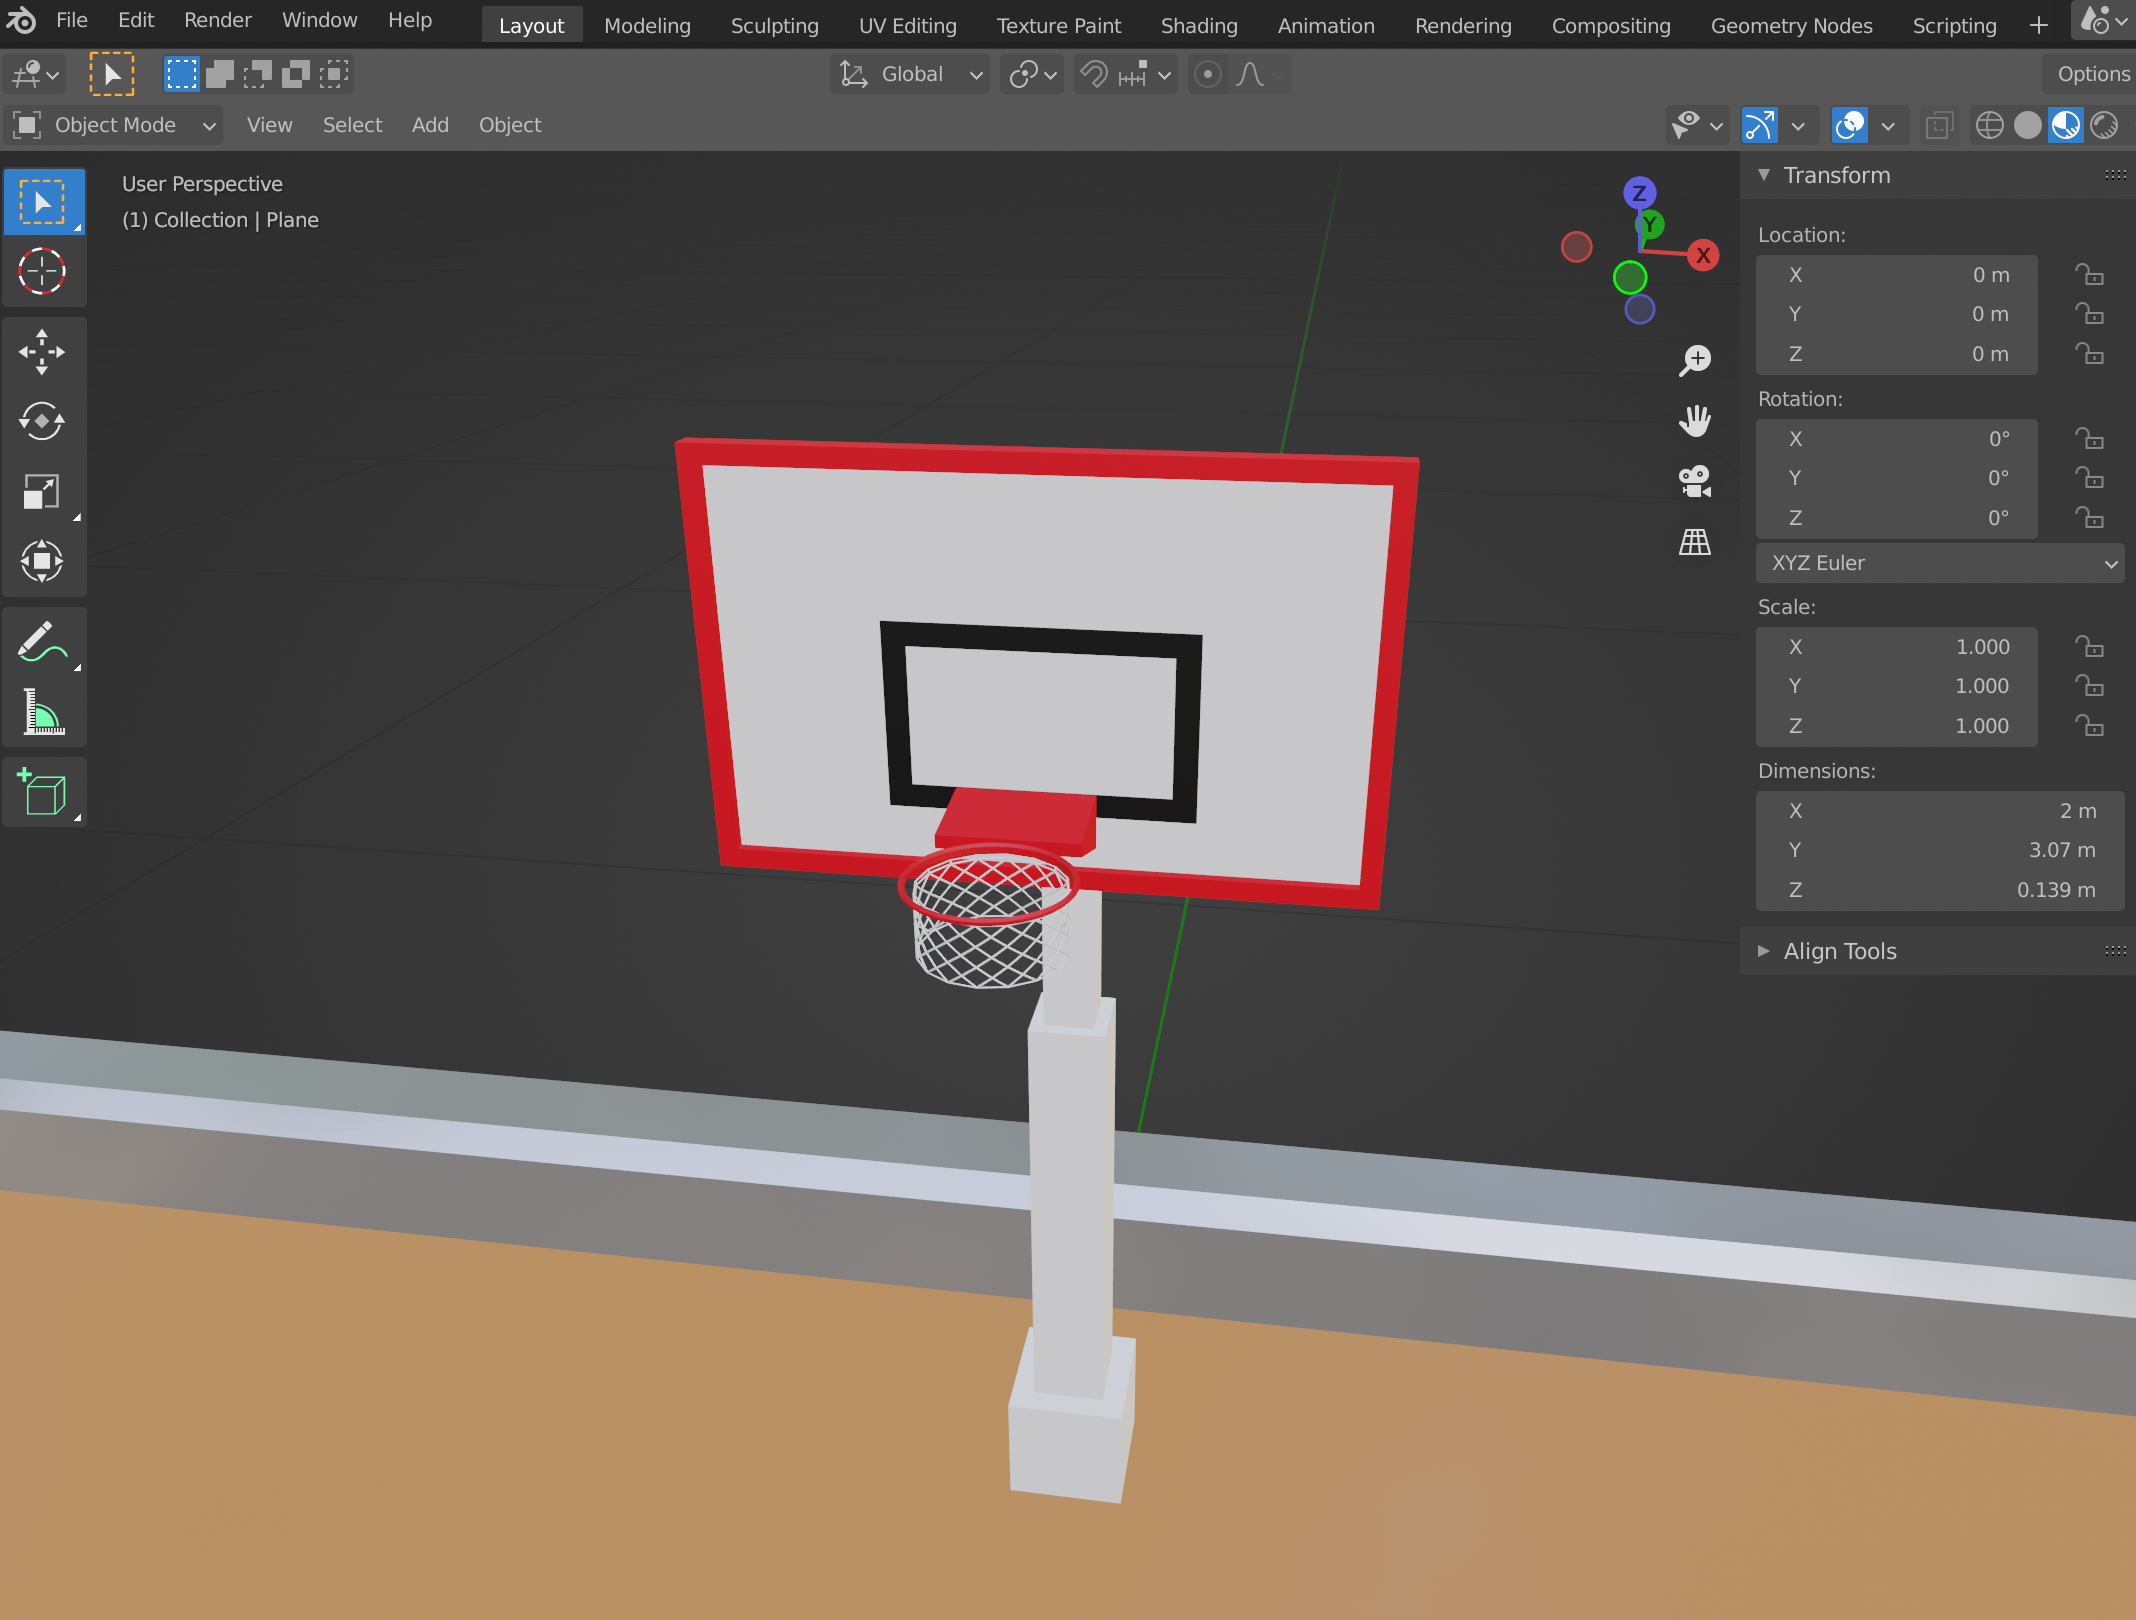 File Edit Render Window Help Layout Modeling Sculpting UV Editing Texture Paint Shading Animation Rendering Compositing Geometry Nodes Scripting +
Global Options
Object Mode View Select Add Object
User Perspective
(1) Collection | Plane
Z
Y
X
Transform
Location:
X 0 m
Y 0 m
Z 0 m
Rotation:
X 0°
Y 0°
Z 0°
XYZ Euler
Scale:
X 1.000
Y 1.000
Z 1.000
Dimensions:
X 2 m
Y 3.07 m
Z 0.139 m
Align Tools